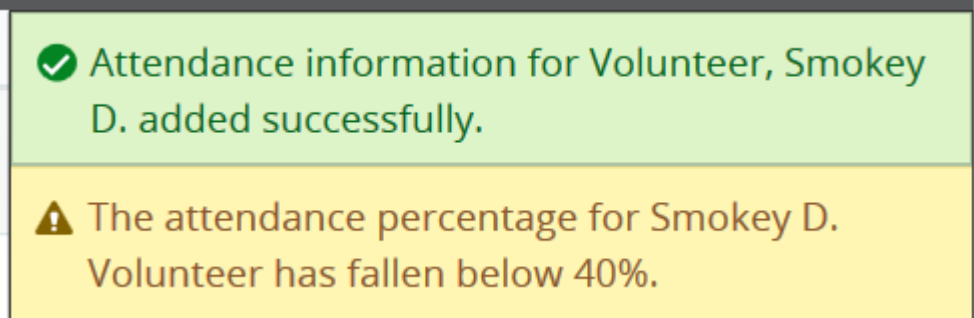 Attendance information for Volunteer, Smokey
D. added successfully.
The attendance percentage for Smokey D.
Volunteer has fallen below 40%.